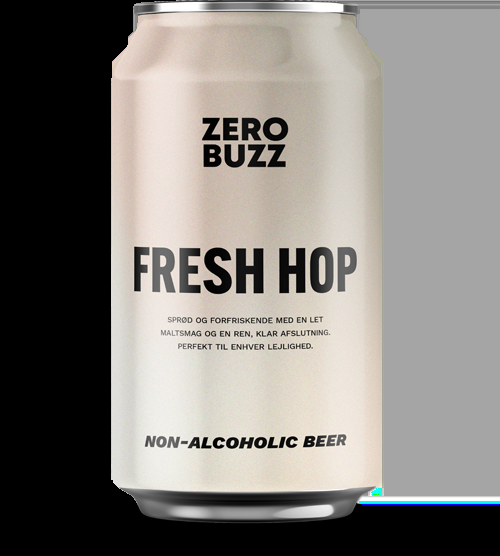 ZERO
BUZZ
FRESH HOP
SPRØD OG FORFRISKENDE MED EN LET
MALTSMAG OG EN REN, KLAR AFSLUTNING.
PERFEKT TIL ENHVER LEJLIGHED.
NON-ALCOHOLIC BEER